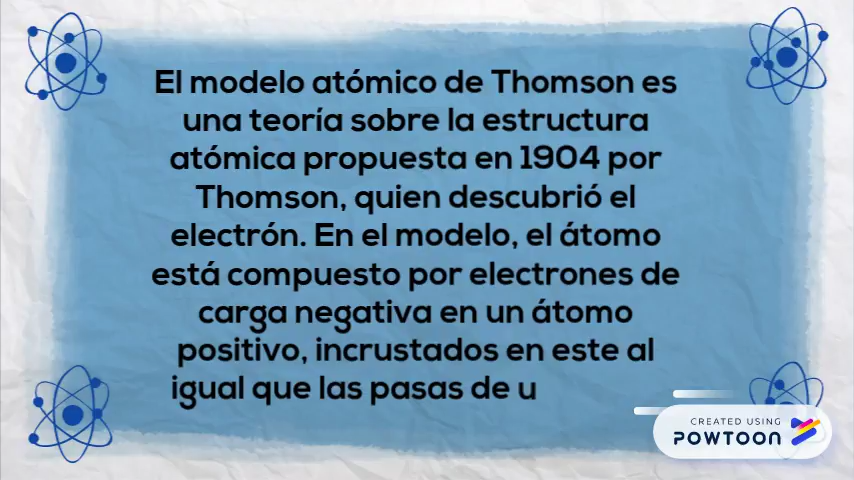 El modelo atómico de Thomson es
una teoría sobre la estructura
atómica propuesta en 1904 por
Thomson, quien descubrió el
electrón. En el modelo, el átomo
está compuesto por electrones de
carga negativa en un átomo
positivo, incrustados en este al
igual que las pasas de u
CREATED USING
POWTOON